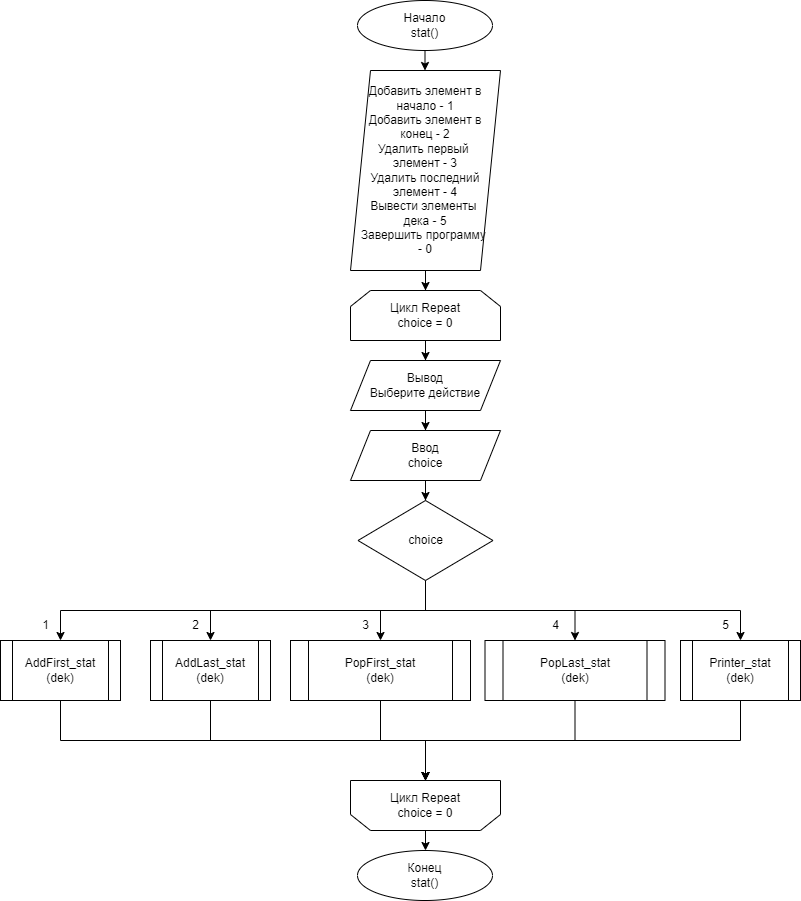 Начало
stat()
Добавить элемент в
начало - 1
Добавить элемент в
конец - 2
Удалить первый
элемент - 3
Удалить последний
элемент - 4
Вывести элементы
дека - 5
Завершить программу
- 0
Цикл Repeat
choice = 0
Вывод
Выберите действие
Ввод
choice
choice
1
2
3
4
5
AddFirst_stat
(dek)
AddLast_stat
(dek)
PopFirst_stat
(dek)
PopLast_stat
(dek)
Printer_stat
(dek)
Цикл Repeat
choice = 0
Конец
stat()